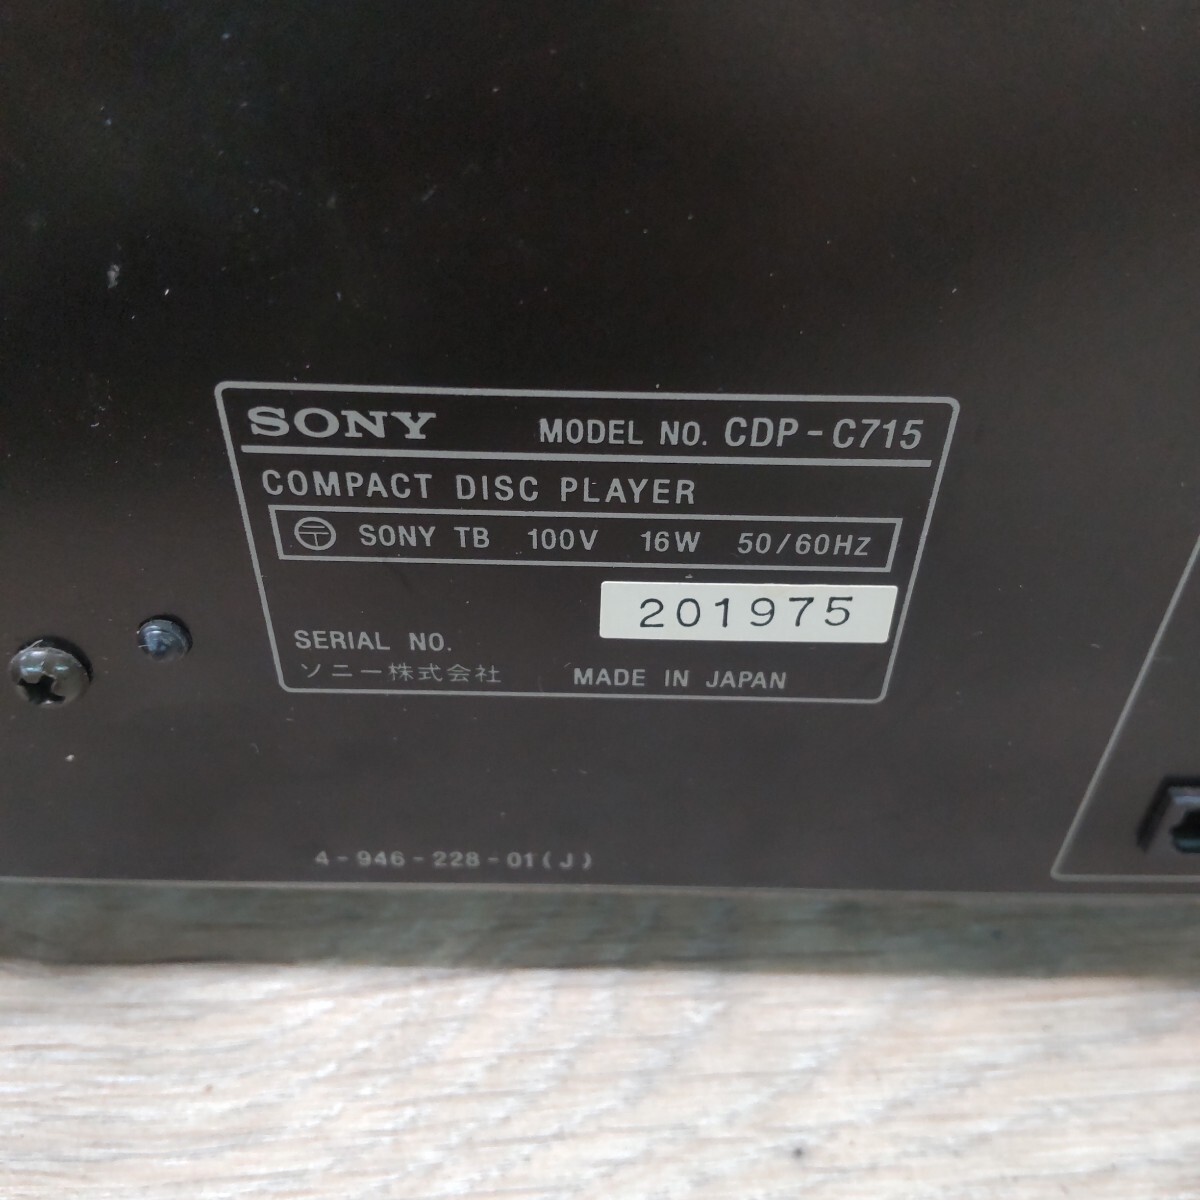 SONY MODEL NO. CDP-C715
COMPACT DISC PLAYER
SONY TB 100V 16W 50/60HZ
201975
SERIAL NO.
ソニー株式会社 MADE IN JAPAN
4-946-228-01(J)